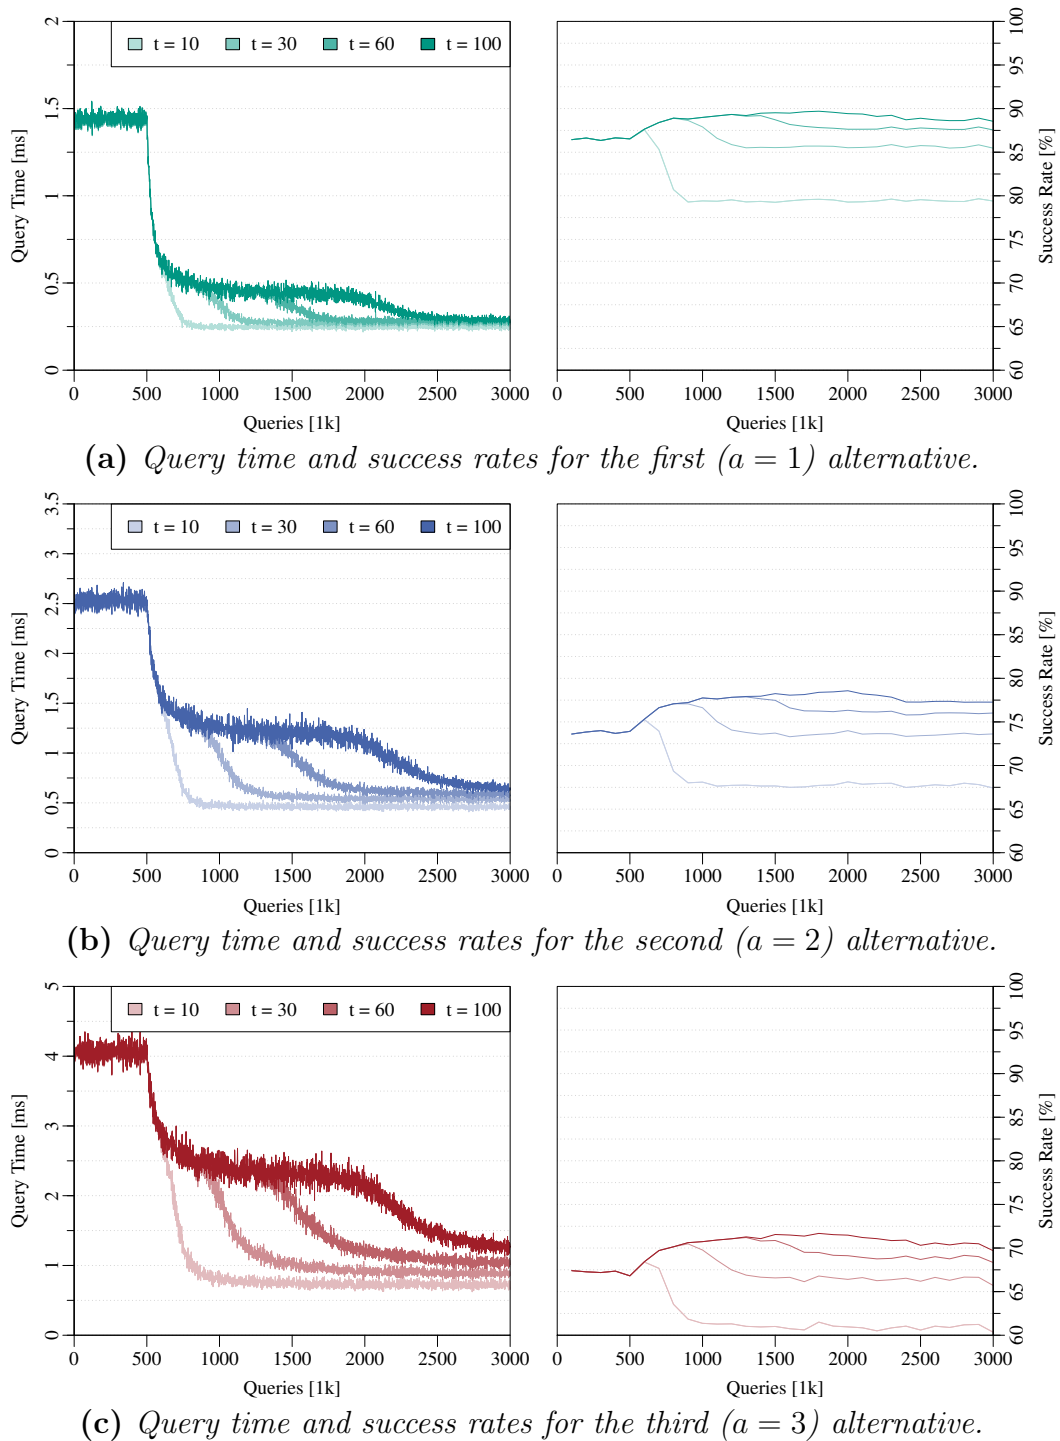 t = 10 t = 30 t = 60 t = 100
0 0.5 1 1.5 2
Query Time [ms]
0 500 1000 1500 2000 2500 3000
Queries [1k]
60 65 70 75 80 85 90 95 100
Success Rate [%]
0 500 1000 1500 2000 2500 3000
Queries [1k]
(a) Query time and success rates for the first (a = 1) alternative.
t = 10 t = 30 t = 60 t = 100
0 0.5 1 1.5 2 2.5 3 3.5
Query Time [ms]
0 500 1000 1500 2000 2500 3000
Queries [1k]
60 65 70 75 80 85 90 95 100
Success Rate [%]
0 500 1000 1500 2000 2500 3000
Queries [1k]
(b) Query time and success rates for the second (a = 2) alternative.
t = 10 t = 30 t = 60 t = 100
0 1 2 3 4 5
Query Time [ms]
0 500 1000 1500 2000 2500 3000
Queries [1k]
60 65 70 75 80 85 90 95 100
Success Rate [%]
0 500 1000 1500 2000 2500 3000
Queries [1k]
(c) Query time and success rates for the third (a = 3) alternative.